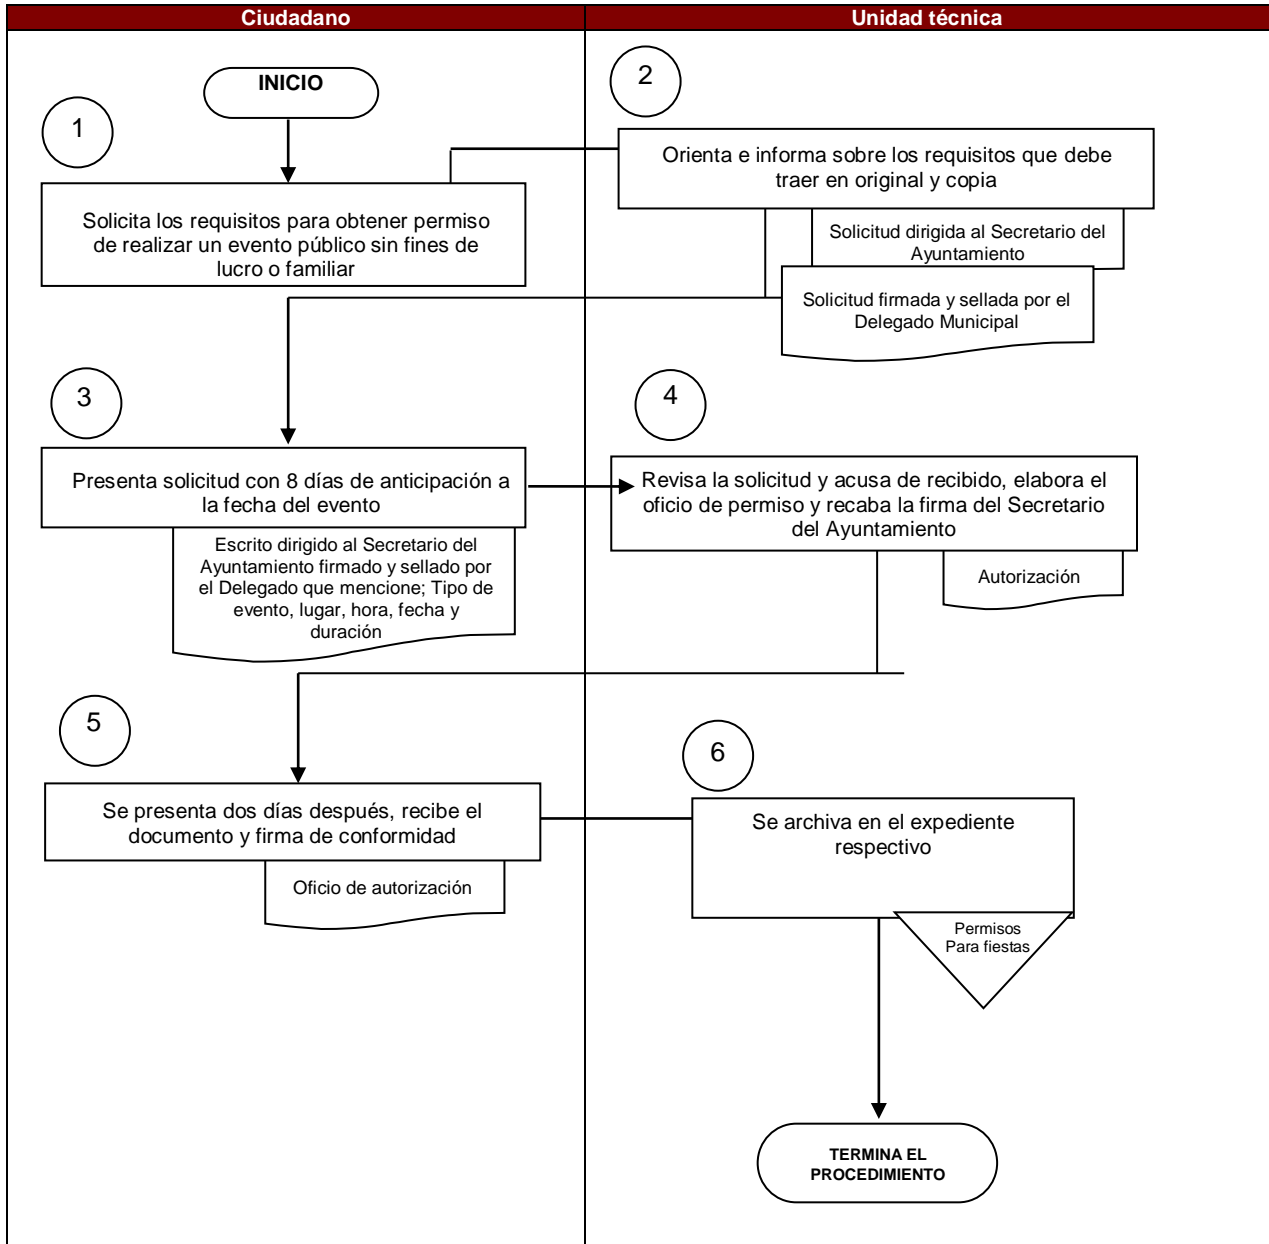 Ciudadano
Unidad técnica
INICIO
1
Solicita los requisitos para obtener permiso
de realizar un evento público sin fines de
lucro o familiar
2
Orienta e informa sobre los requisitos que debe
traer en original y copia
Solicitud dirigida al Secretario del
Ayuntamiento
Solicitud firmada y sellada por el
Delegado Municipal
3
Presenta solicitud con 8 días de anticipación a
la fecha del evento
Escrito dirigido al Secretario del
Ayuntamiento firmado y sellado por
el Delegado que mencione; Tipo de
evento, lugar, hora, fecha y
duración
4
Revisa la solicitud y acusa de recibido, elabora el
oficio de permiso y recaba la firma del Secretario
del Ayuntamiento
Autorización
5
Se presenta dos días después, recibe el
documento y firma de conformidad
Oficio de autorización
6
Se archiva en el expediente
respectivo
Permisos
Para fiestas
TERMINA EL
PROCEDIMIENTO